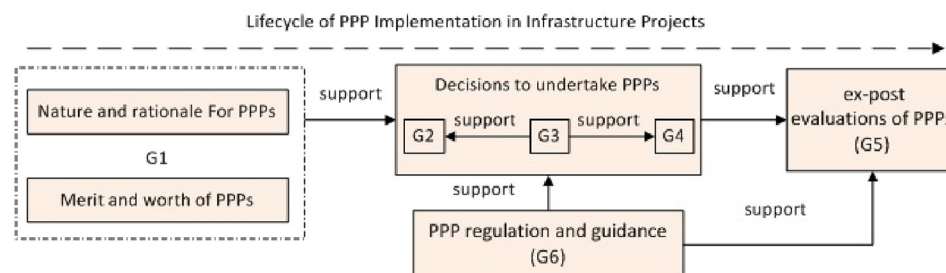 Lifecycle of PPP Implementation in Infrastructure Projects
Nature and rationale For PPPs
G1
Merit and worth of PPPs
support
Decisions to undertake PPPs
G2
support
G3
support
G4
support
PPP regulation and guidance
(G6)
support
ex-post
evaluations of PPPs
(G5)
support